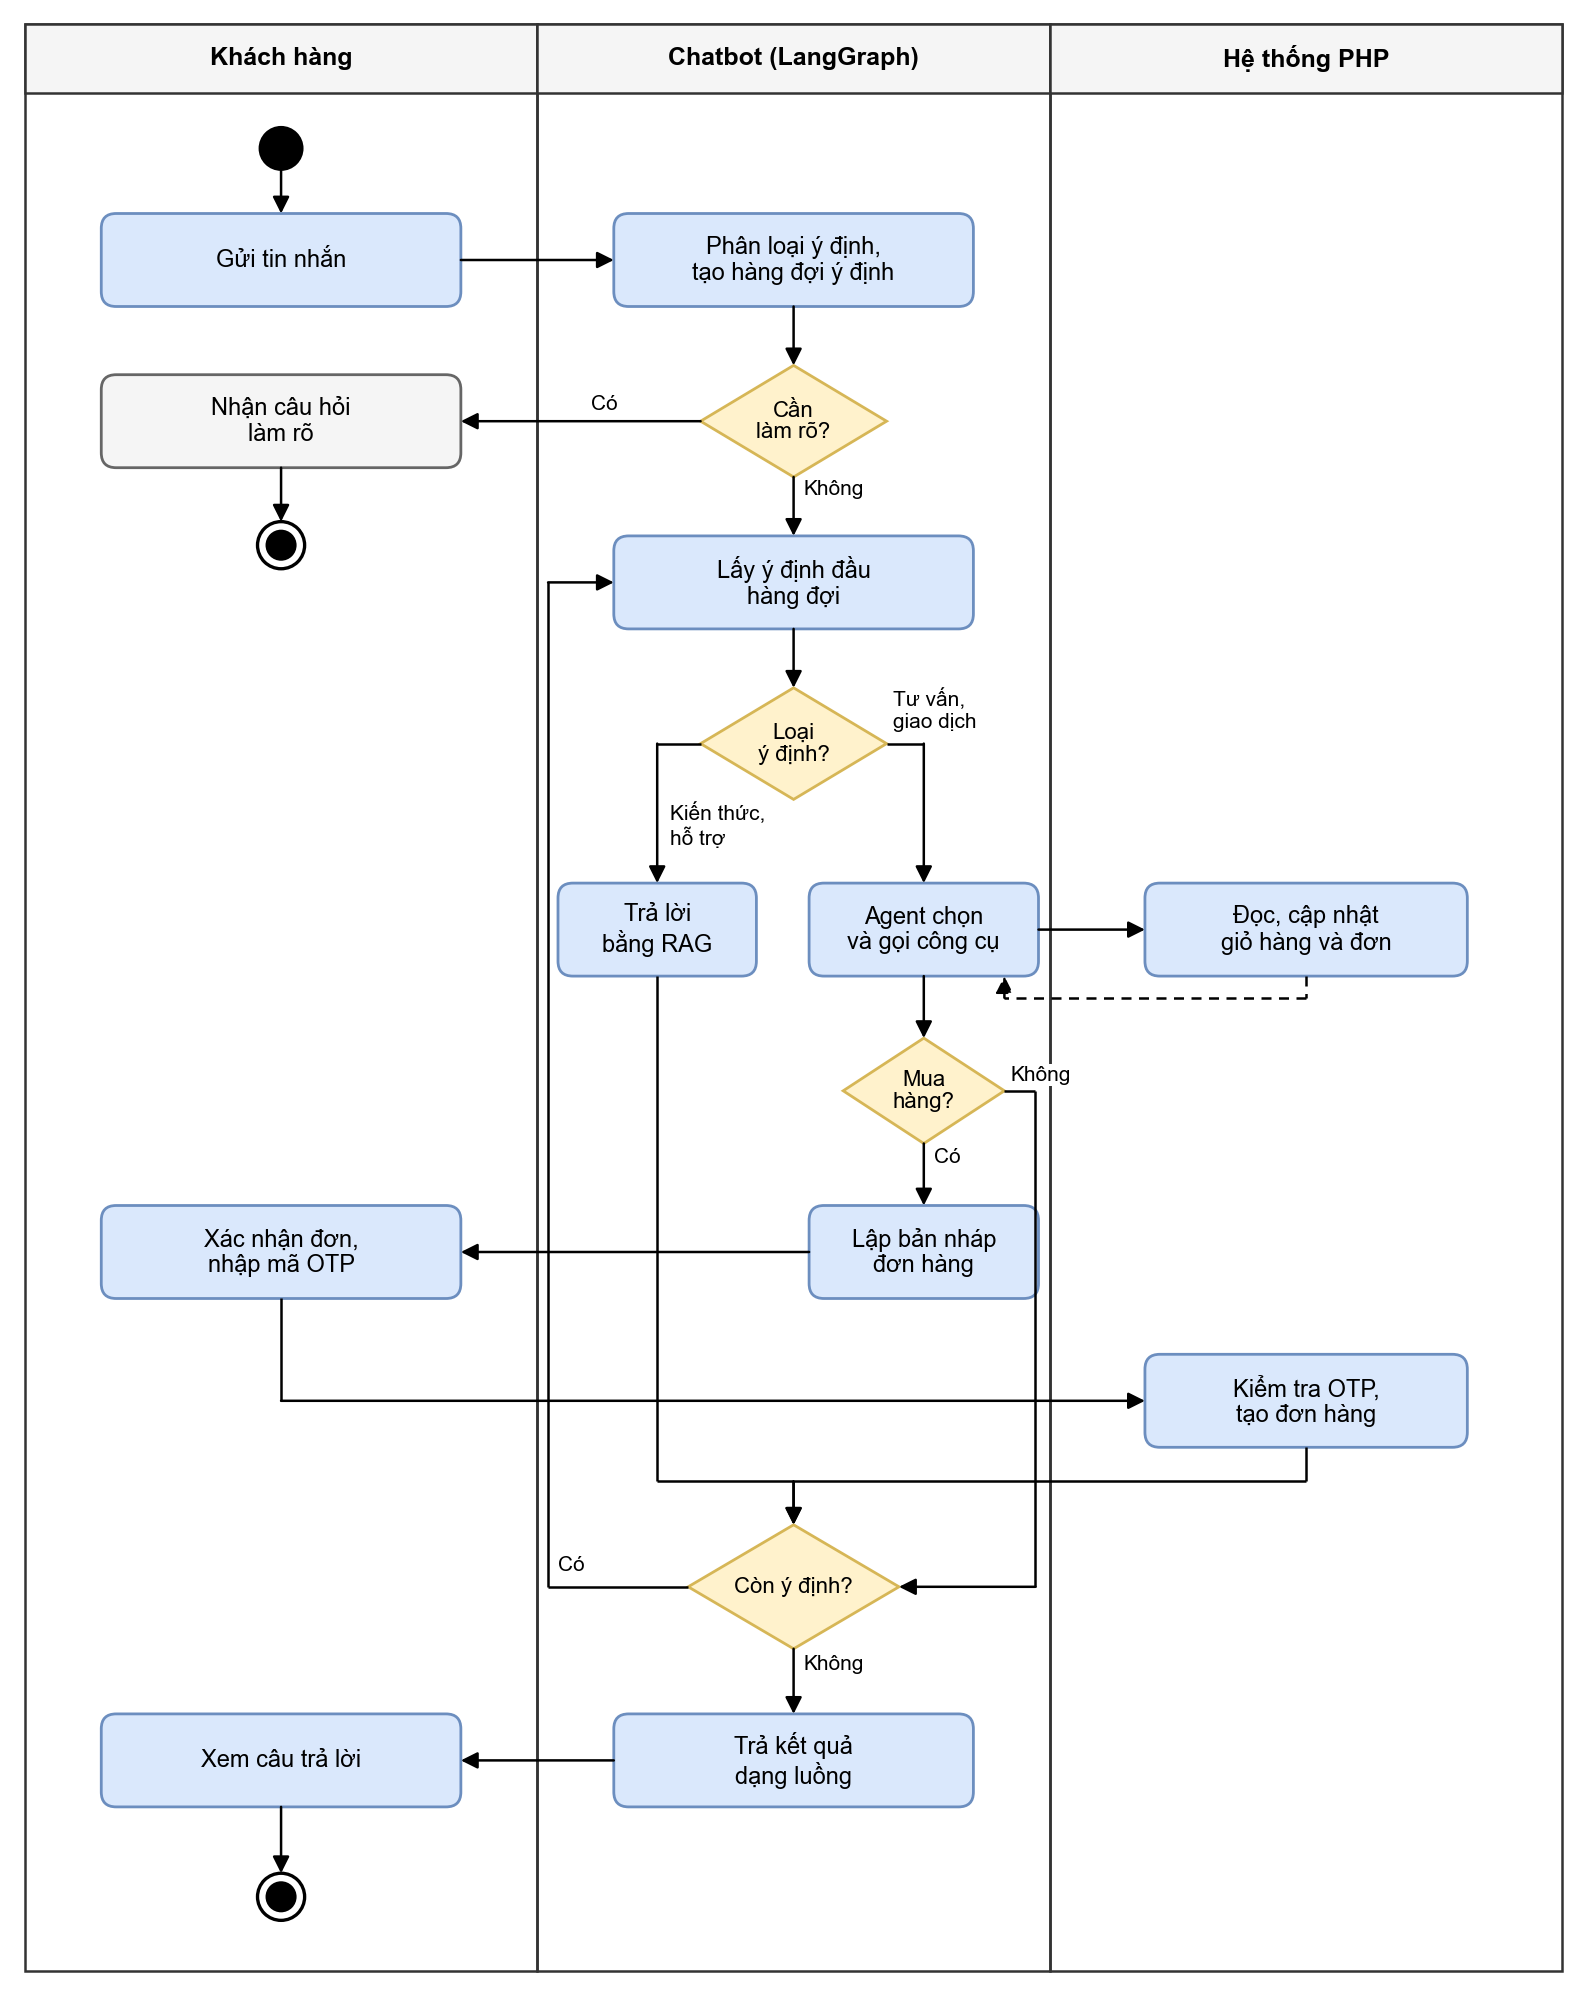 Khách hàng
Chatbot (LangGraph)
Hệ thống PHP
Gửi tin nhắn
Phân loại ý định,
tạo hàng đợi ý định
Nhận câu hỏi
làm rõ
Có
Cần
làm rõ?
Không
Lấy ý định đầu
hàng đợi
Loại
ý định?
Tư vấn,
giao dịch
Kiến thức,
hỗ trợ
Trả lời
bằng RAG
Agent chọn
và gọi công cụ
Đọc, cập nhật
giỏ hàng và đơn
Mua
hàng?
Không
Có
Xác nhận đơn,
nhập mã OTP
Lập bản nháp
đơn hàng
Kiểm tra OTP,
tạo đơn hàng
Có
Còn ý định?
Không
Xem câu trả lời
Trả kết quả
dạng luồng